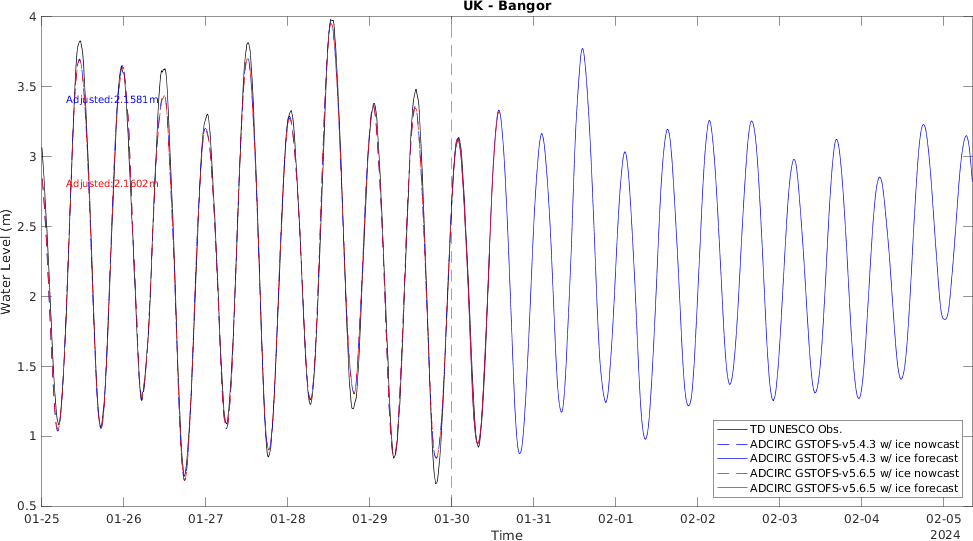 UK - Bangor
4
3.5
3
2.5
2
1.5
1
0.5
Water Level (m)
Adjusted:2.1581m
Adjusted:2.1602m
TD UNESCO Obs.
ADCIRC GSTOFS-v5.4.3 w/ ice nowcast
ADCIRC GSTOFS-v5.4.3 w/ ice forecast
ADCIRC GSTOFS-v5.6.5 w/ ice nowcast
ADCIRC GSTOFS-v5.6.5 w/ ice forecast
01-25 01-26 01-27 01-28 01-29 01-30 01-31 02-01 02-02 02-03 02-04 02-05
Time
2024